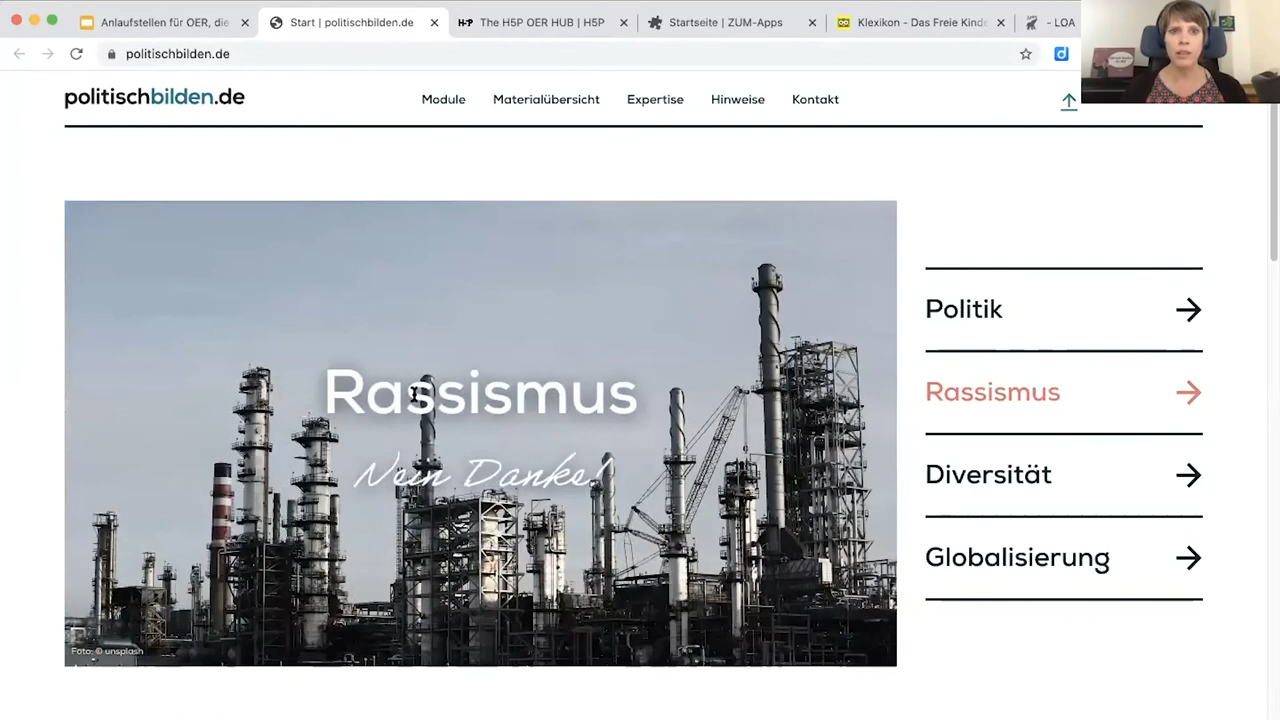 Anlaufstellen für OER, die
Start | politischbilden.de
H5P The H5P OER HUB | H5P
Startseite | ZUM-Apps
Klexikon - Das Freie Kinde
- LOA
politischbilden.de
politischbilden.de
Module
Materialübersicht
Expertise
Hinweise
Kontakt
Rassismus
Nein Danke!
Foto: © unsplash
Politik
Rassismus
Diversität
Globalisierung